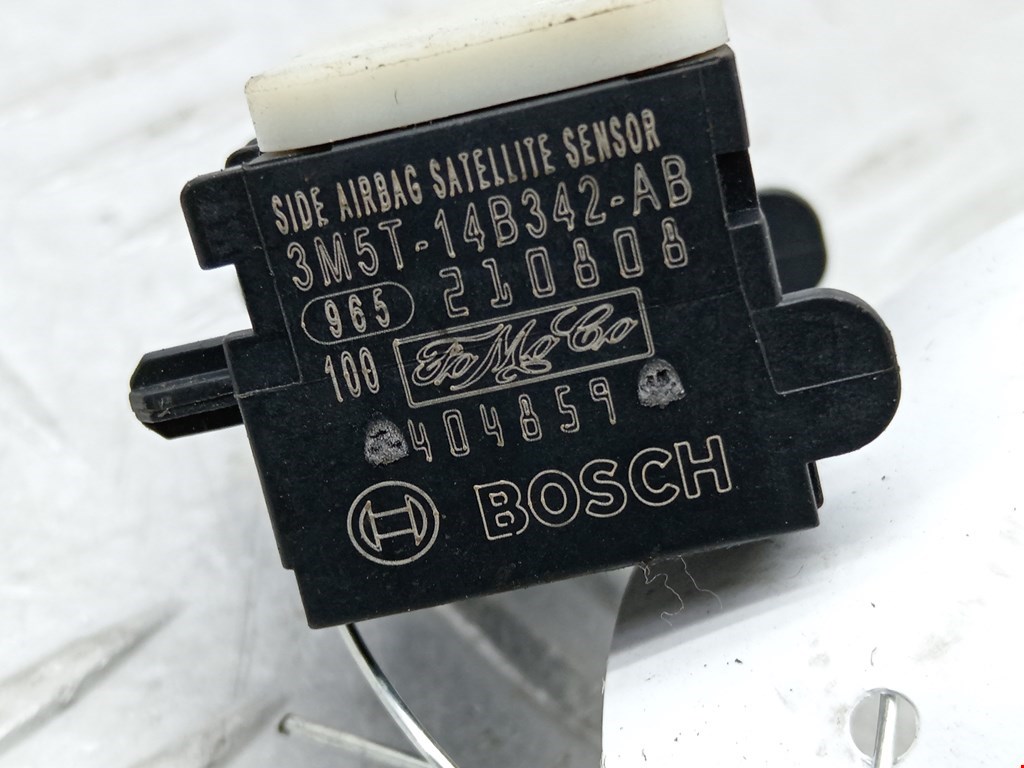 SIDE AIRBAG SATELLITE SENSOR
3M5T-14B342-AB
965 210808
100 FoMoCo
404859
BOSCH